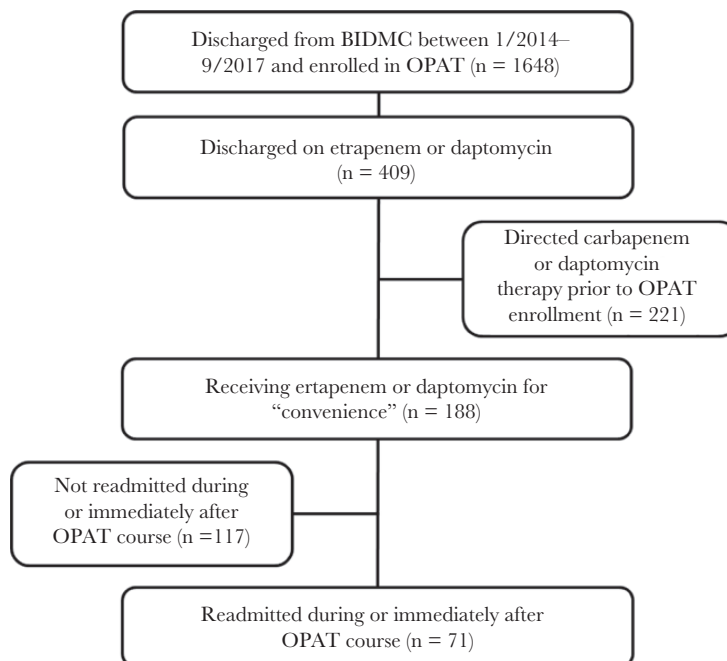 Discharged from BIDMC between 1/2014–
9/2017 and enrolled in OPAT (n = 1648)
Discharged on etrapenem or daptomycin
(n = 409)
Directed carbapenem
or daptomycin
therapy prior to OPAT
enrollment (n = 221)
Receiving ertapenem or daptomycin for
“convenience” (n = 188)
Not readmitted during
or immediately after
OPAT course (n =117)
Readmitted during or immediately after
OPAT course (n = 71)